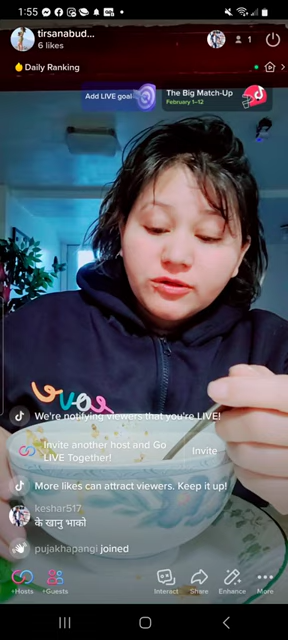 1:55
53%
tirsanabud...
6 likes
1
Daily Ranking
Add LIVE goal
The Big Match-Up
February 1–12
We're notifying viewers that you're LIVE!
Invite another host and Go
LIVE Together!
Invite
More likes can attract viewers. Keep it up!
keshar517
के खानु भाको
pujakhapangi joined
+Hosts
+Guests
Interact
Share
Enhance
More